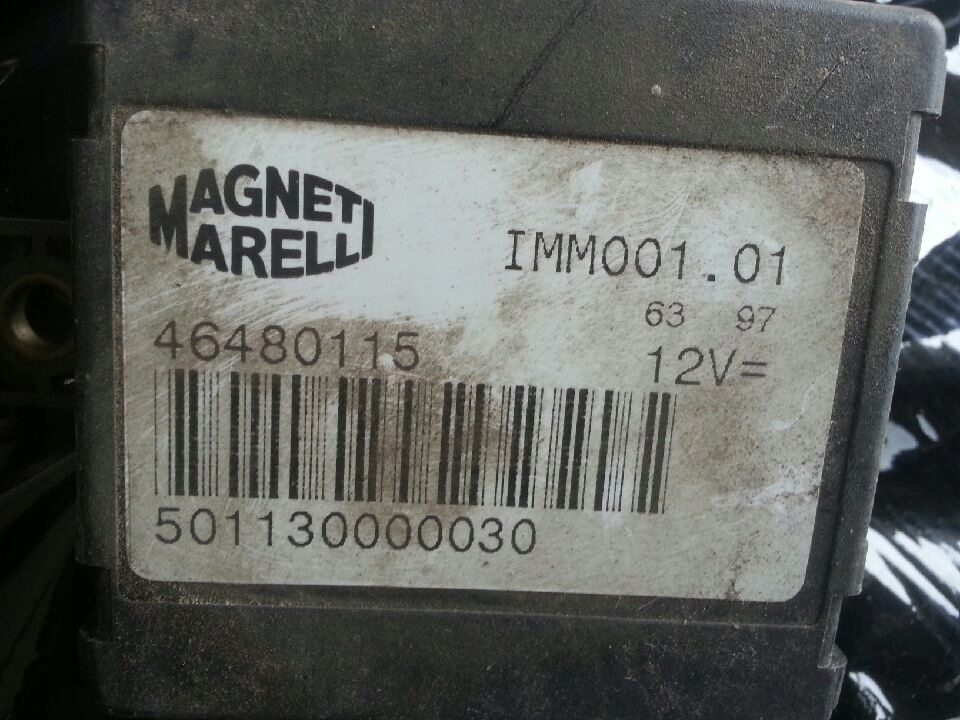 MAGNETI
MARELLI
IMM001.01
63 97
46480115
12V=
501130000030